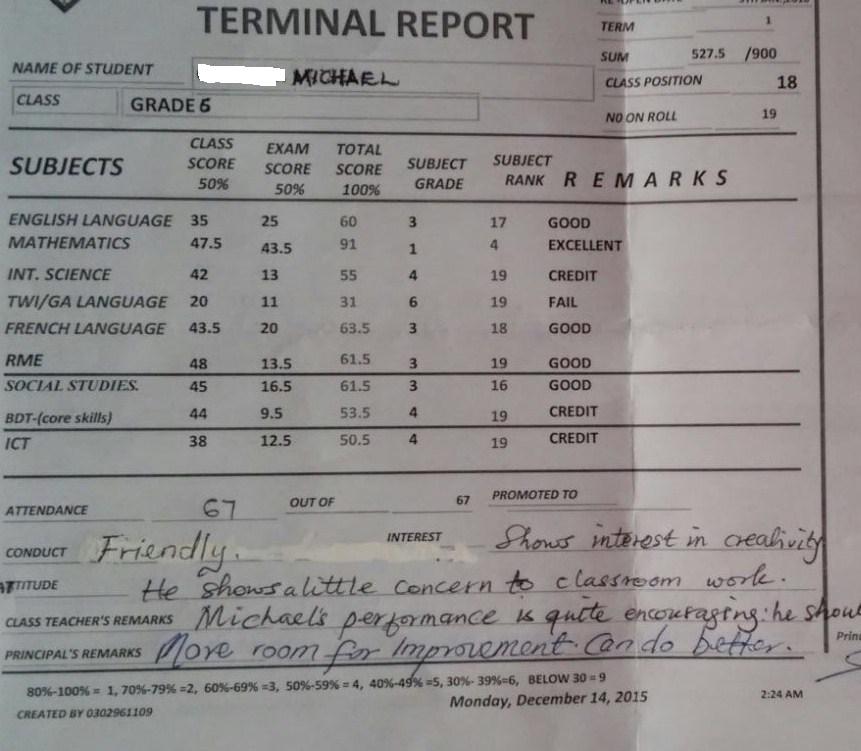 TERMINAL REPORT
TERM 1
SUM 527.5 /900
NAME OF STUDENT MICHAEL
CLASS POSITION 18
CLASS GRADE 6
NO ON ROLL 19
SUBJECTS CLASS SCORE 50% EXAM SCORE 50% TOTAL SCORE 100% SUBJECT GRADE SUBJECT RANK REMARKS
ENGLISH LANGUAGE 35 25 60 3 17 GOOD
MATHEMATICS 47.5 43.5 91 1 4 EXCELLENT
INT. SCIENCE 42 13 55 4 19 CREDIT
TWI/GA LANGUAGE 20 11 31 6 19 FAIL
FRENCH LANGUAGE 43.5 20 63.5 3 18 GOOD
RME 48 13.5 61.5 3 19 GOOD
SOCIAL STUDIES. 45 16.5 61.5 3 16 GOOD
BDT-(core skills) 44 9.5 53.5 4 19 CREDIT
ICT 38 12.5 50.5 4 19 CREDIT
ATTENDANCE 67 OUT OF 67 PROMOTED TO
CONDUCT Friendly. INTEREST Shows interest in creativity
ATTITUDE He shows a little concern to classroom work.
CLASS TEACHER'S REMARKS Michael's performance is quite encouraging: he shou
PRINCIPAL'S REMARKS More room for Improvement. Can do better. Prin
80%-100% = 1, 70%-79% =2, 60%-69% =3, 50%-59% = 4, 40%-49% =5, 30%- 39%=6, BELOW 30 = 9
CREATED BY 0302961109 Monday, December 14, 2015 2:24 AM